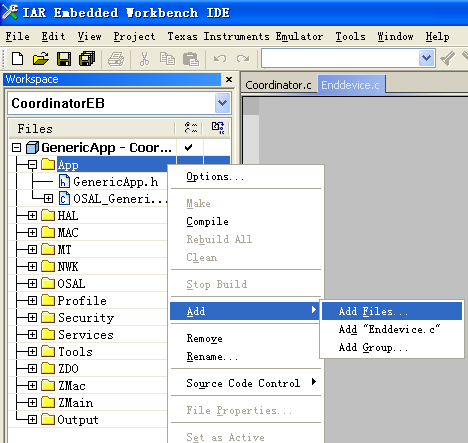 IAR Embedded Workbench IDE
File Edit View Project Texas Instruments Emulator Tools Window Help
Workspace
CoordinatorEB
Files
GenericApp - Coor...
App
GenericApp.h
OSAL_Generi...
HAL
MAC
MT
NWK
OSAL
Profile
Security
Services
Tools
ZDO
ZMac
ZMain
Output
Coordinator.c Enddevice.c
Options...
Make
Compile
Rebuild All
Clean
Stop Build
Add
Remove
Rename...
Source Code Control
File Properties...
Set as Active
Add Files...
Add "Enddevice.c"
Add Group...